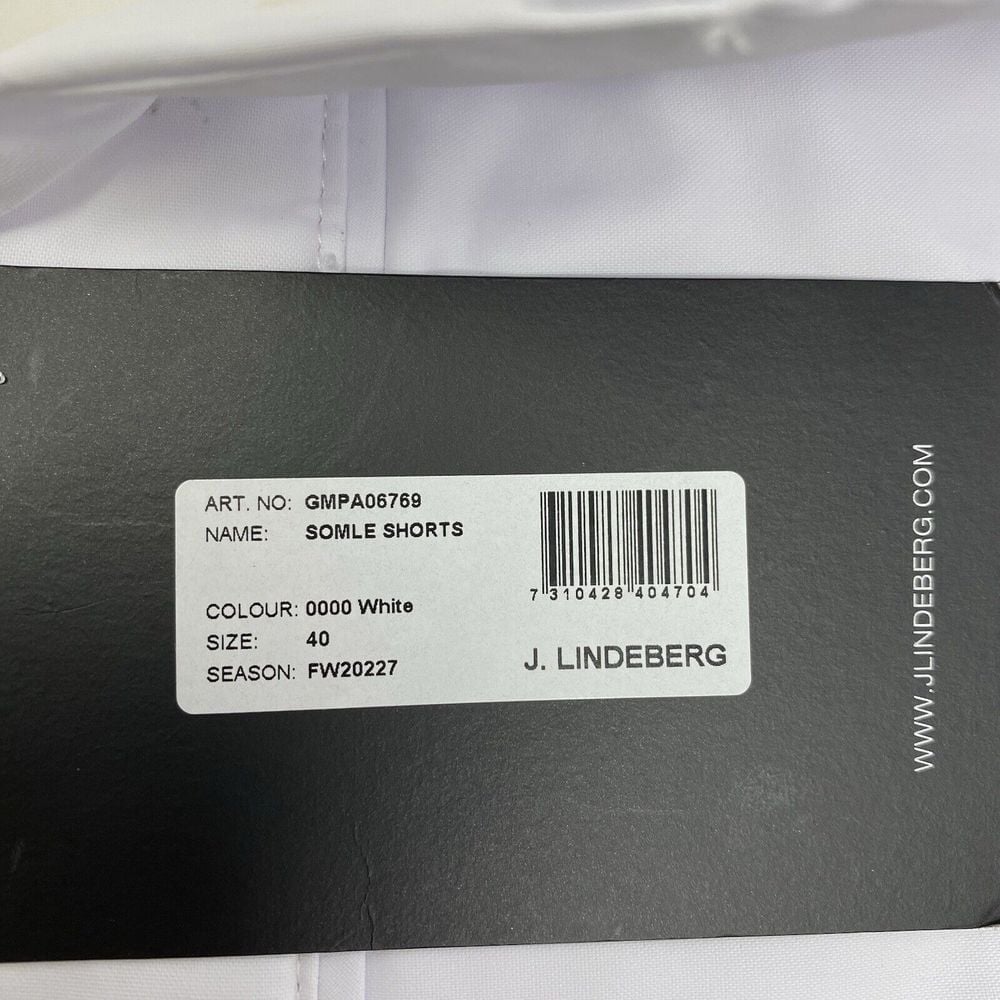 ART. NO: GMPA06769
NAME: SOMLE SHORTS
COLOUR: 0000 White
SIZE: 40
SEASON: FW20227
7 310428 404704
J. LINDEBERG
WWW.JLINDEBERG.COM